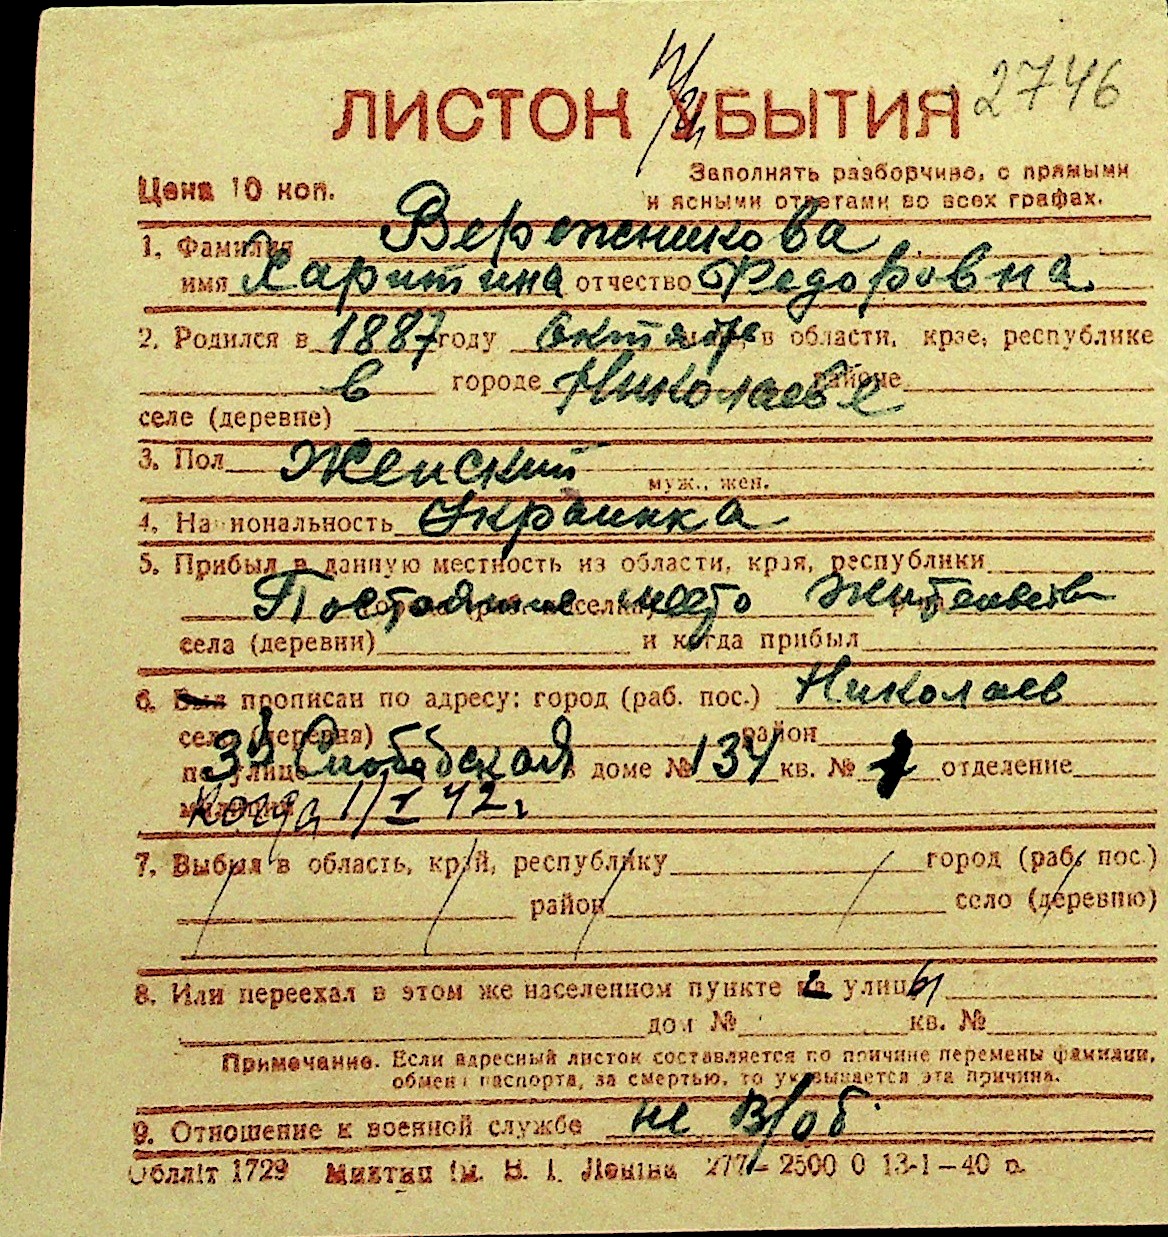 ЛИСТОК УБЫТИЯ 2746
Цена 10 коп.
Заполнять разборчиво, с прямыми
и ясными ответами во всех графах.
1. Фамилия Вереженикова
имя Харитина отчество Федоровна
2. Родился в 1887 году октябре м-це, в области, крае, республике
в городе Николаеве районе
селе (деревне)
3. Пол Женский
муж., жен.
4. Национальность Украинка
5. Прибыл в данную местность из области, края, республики
Постоянное место жительства
села (деревни) и когда прибыл
6. Был прописан по адресу: город (раб. пос.) Николаев
село (деревня) район
по улице 3я Слободская в доме № 134 кв. № 1 отделение
милиции Когда 1/I 42 г.
7. Выбыл в область, край, республику город (раб. пос.)
район село (деревню)
8. Или переехал в этом же населенном пункте с улицы
дом № кв. №
Примечание. Если адресный листок составляется по причине перемены фамилии,
обмена паспорта, за смертью, то указывается эта причина.
9. Отношение к военной службе не в/об.
Облліт 1729 Миктип ім. В. І. Леніна 277–2500 0 13-1–40 р.